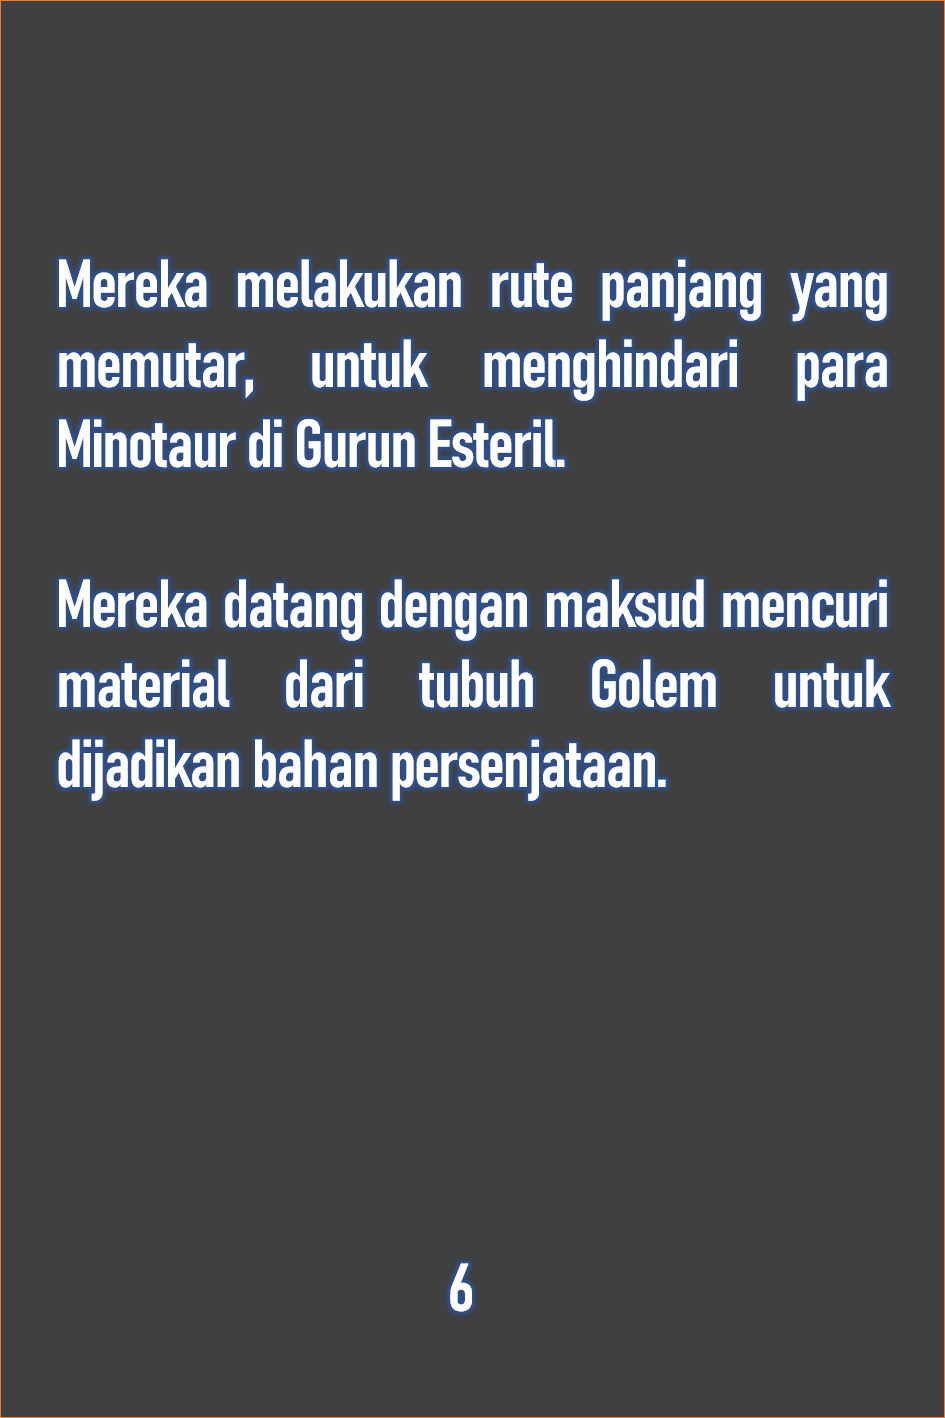 Mereka melakukan rute panjang yang
memutar, untuk menghindari para
Minotaur di Gurun Esteril.
Mereka datang dengan maksud mencuri
material dari tubuh Golem untuk
dijadikan bahan persenjataan.
6